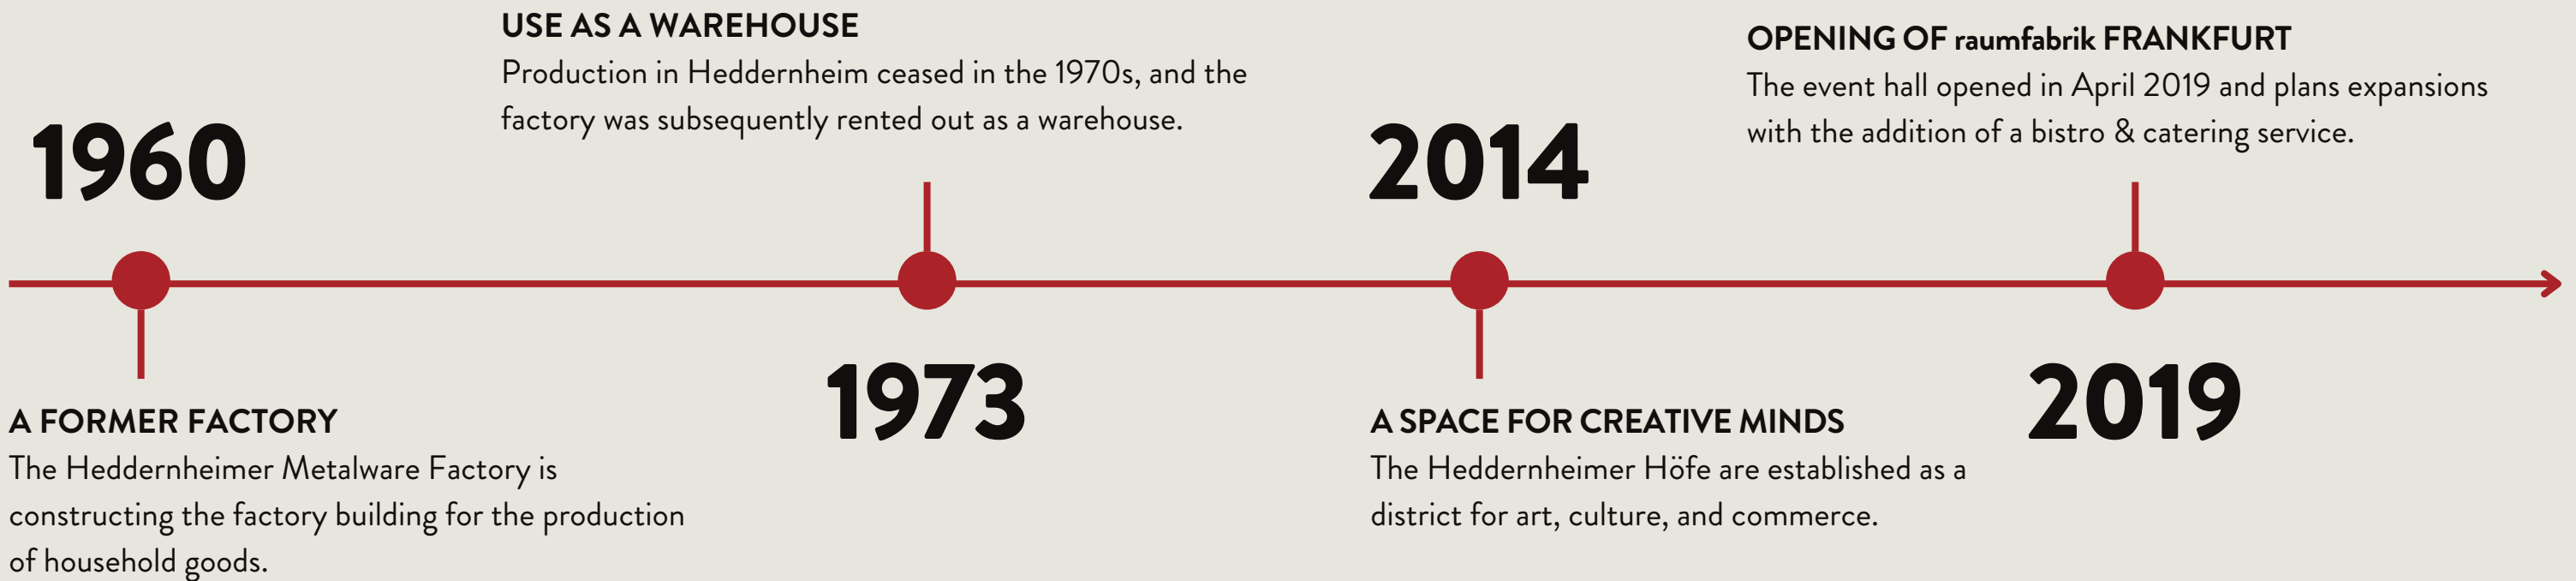 1960
A FORMER FACTORY
The Heddernheimer Metalware Factory is
constructing the factory building for the production
of household goods.
USE AS A WAREHOUSE
Production in Heddernheim ceased in the 1970s, and the
factory was subsequently rented out as a warehouse.
1973
2014
A SPACE FOR CREATIVE MINDS
The Heddernheimer Höfe are established as a
district for art, culture, and commerce.
OPENING OF raumfabrik FRANKFURT
The event hall opened in April 2019 and plans expansions
with the addition of a bistro & catering service.
2019